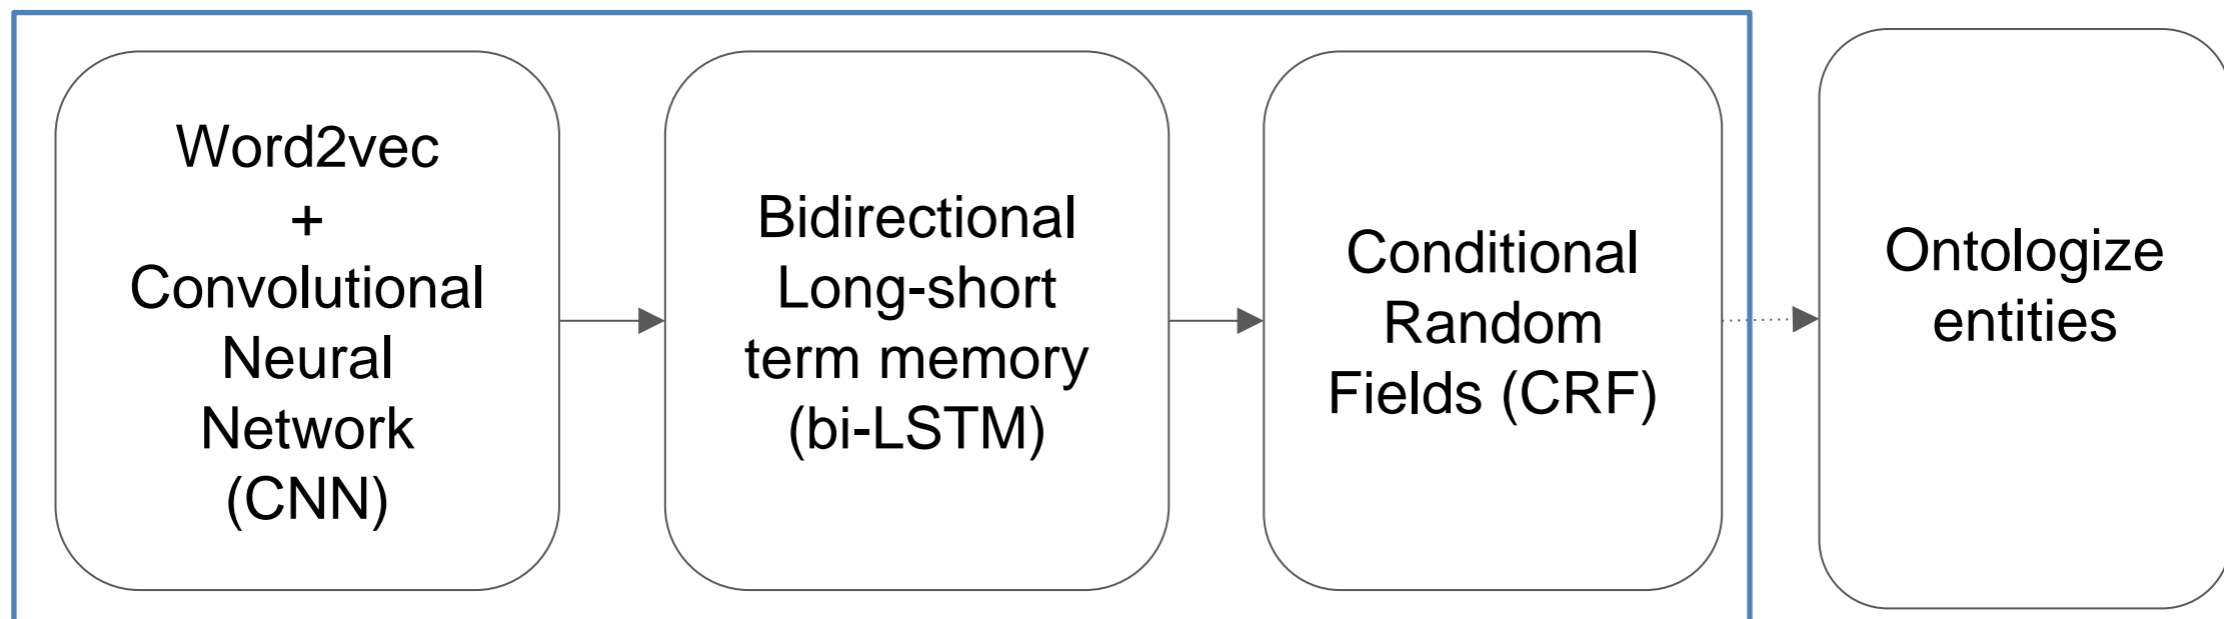 Word2vec
+
Convolutional
Neural
Network
(CNN)
Bidirectional
Long-short
term memory
(bi-LSTM)
Conditional
Random
Fields (CRF)
Ontologize
entities